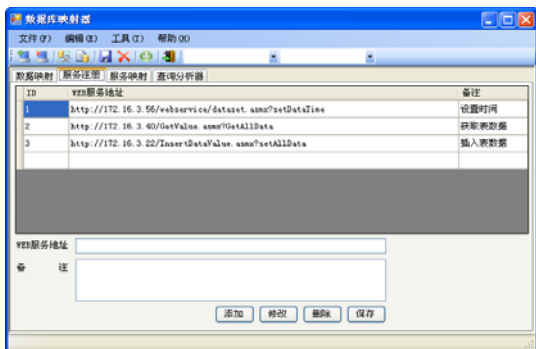 数据库映射器
文件(F) 编辑(E) 工具(T) 帮助(H)
数据映射 服务注册 服务映射 查询分析器
ID WEB服务地址 备注
1 http://172.16.3.56/webservice/dataset.asmx?setDataTime 设置时间
2 http://172.16.3.40/GetValue.asmx?GetAllData 获取表数据
3 http://172.16.3.22/InsertDataValue.asmx?setAllData 插入表数据
WEB服务地址
备 注
添加 修改 删除 保存